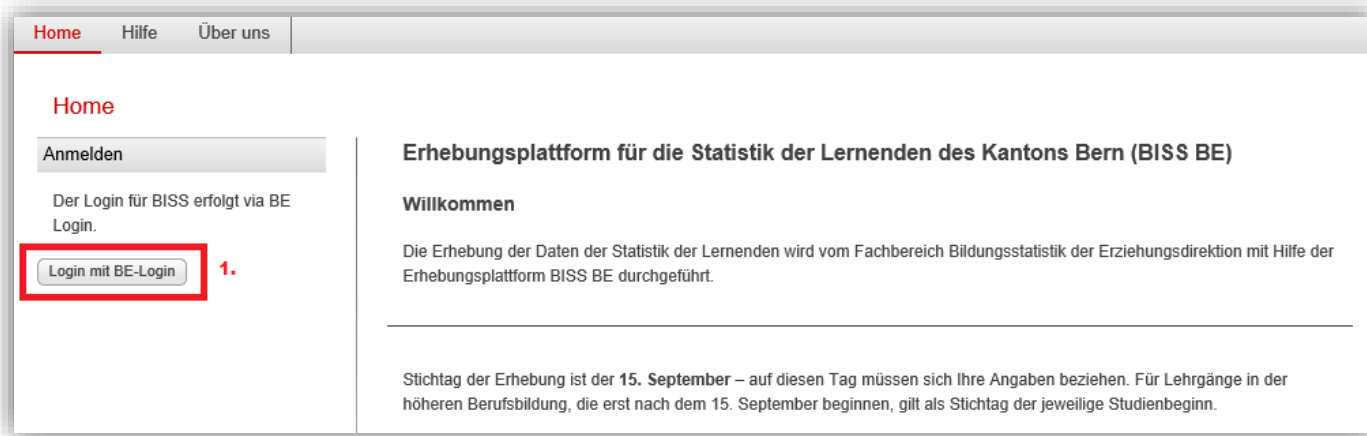 Home Hilfe Über uns
Home
Anmelden
Der Login für BISS erfolgt via BE
Login.
Login mit BE-Login 1.
Erhebungsplattform für die Statistik der Lernenden des Kantons Bern (BISS BE)
Willkommen
Die Erhebung der Daten der Statistik der Lernenden wird vom Fachbereich Bildungsstatistik der Erziehungsdirektion mit Hilfe der
Erhebungsplattform BISS BE durchgeführt.
Stichtag der Erhebung ist der 15. September – auf diesen Tag müssen sich Ihre Angaben beziehen. Für Lehrgänge in der
höheren Berufsbildung, die erst nach dem 15. September beginnen, gilt als Stichtag der jeweilige Studienbeginn.